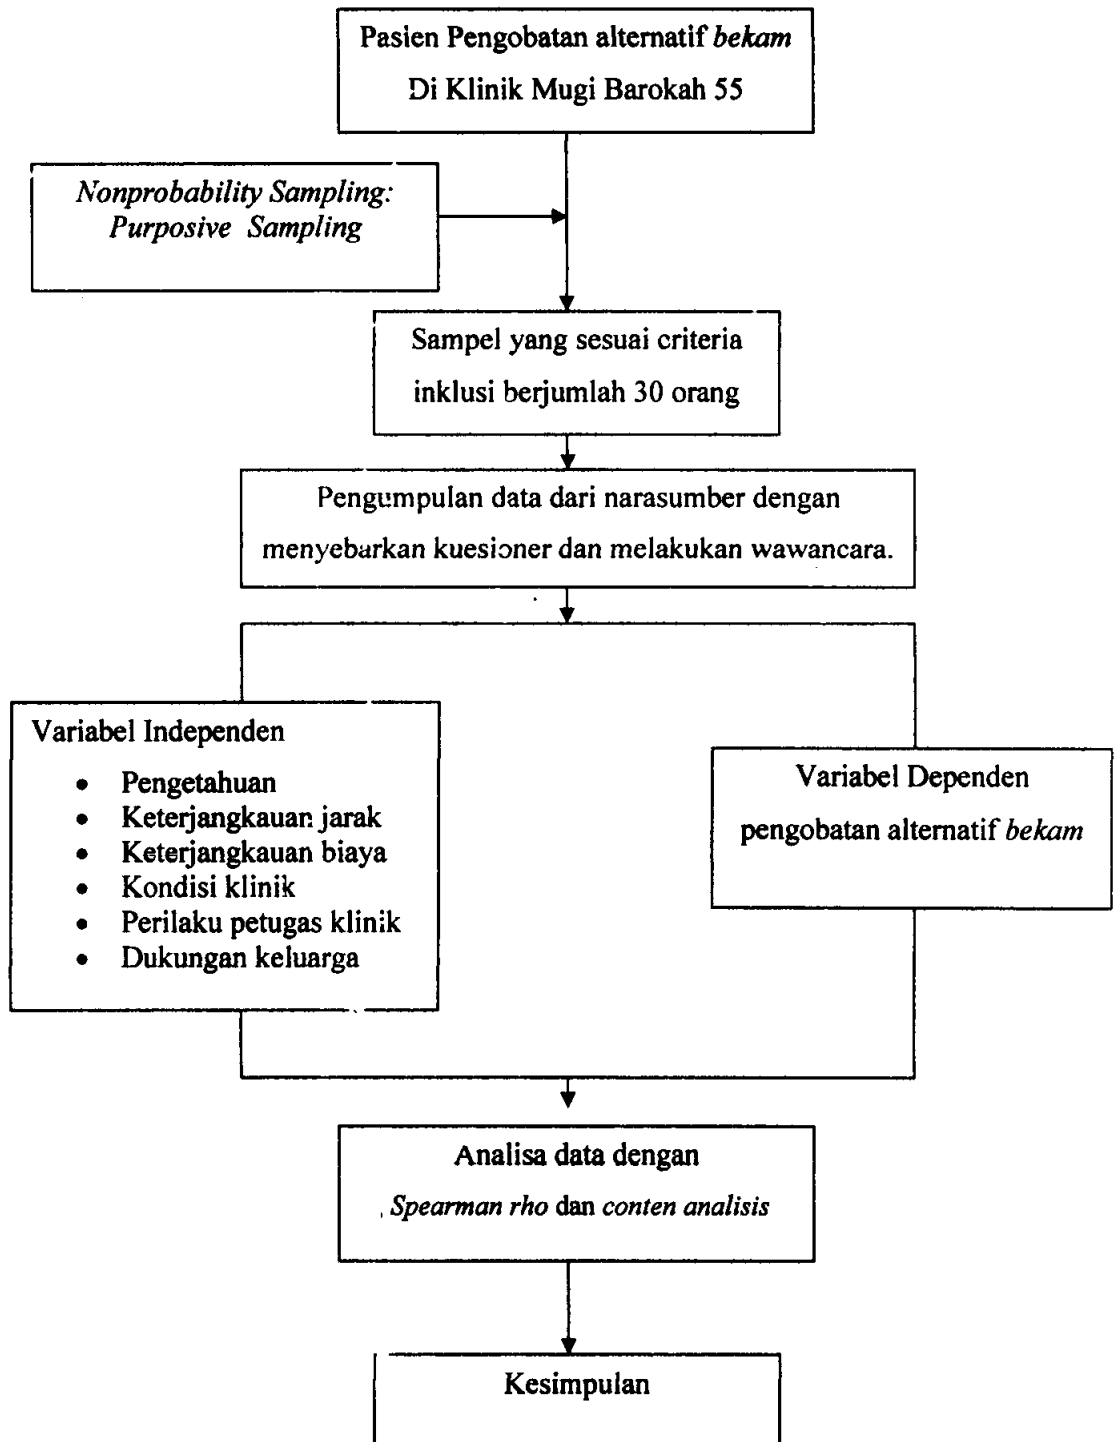 Pasien Pengobatan alternatif bekam
Di Klinik Mugi Barokah 55
Nonprobability Sampling:
Purposive Sampling
Sampel yang sesuai criteria
inklusi berjumlah 30 orang
Pengumpulan data dari narasumber dengan
menyebarkan kuesioner dan melakukan wawancara.
Variabel Independen
• Pengetahuan
• Keterjangkauan jarak
• Keterjangkauan biaya
• Kondisi klinik
• Perilaku petugas klinik
• Dukungan keluarga
Variabel Dependen
pengobatan alternatif bekam
Analisa data dengan
Spearman rho dan conten analisis
Kesimpulan